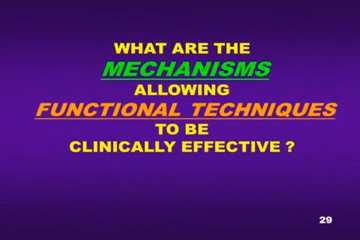 WHAT ARE THE
MECHANISMS
ALLOWING
FUNCTIONAL TECHNIQUES
TO BE
CLINICALLY EFFECTIVE ?
29